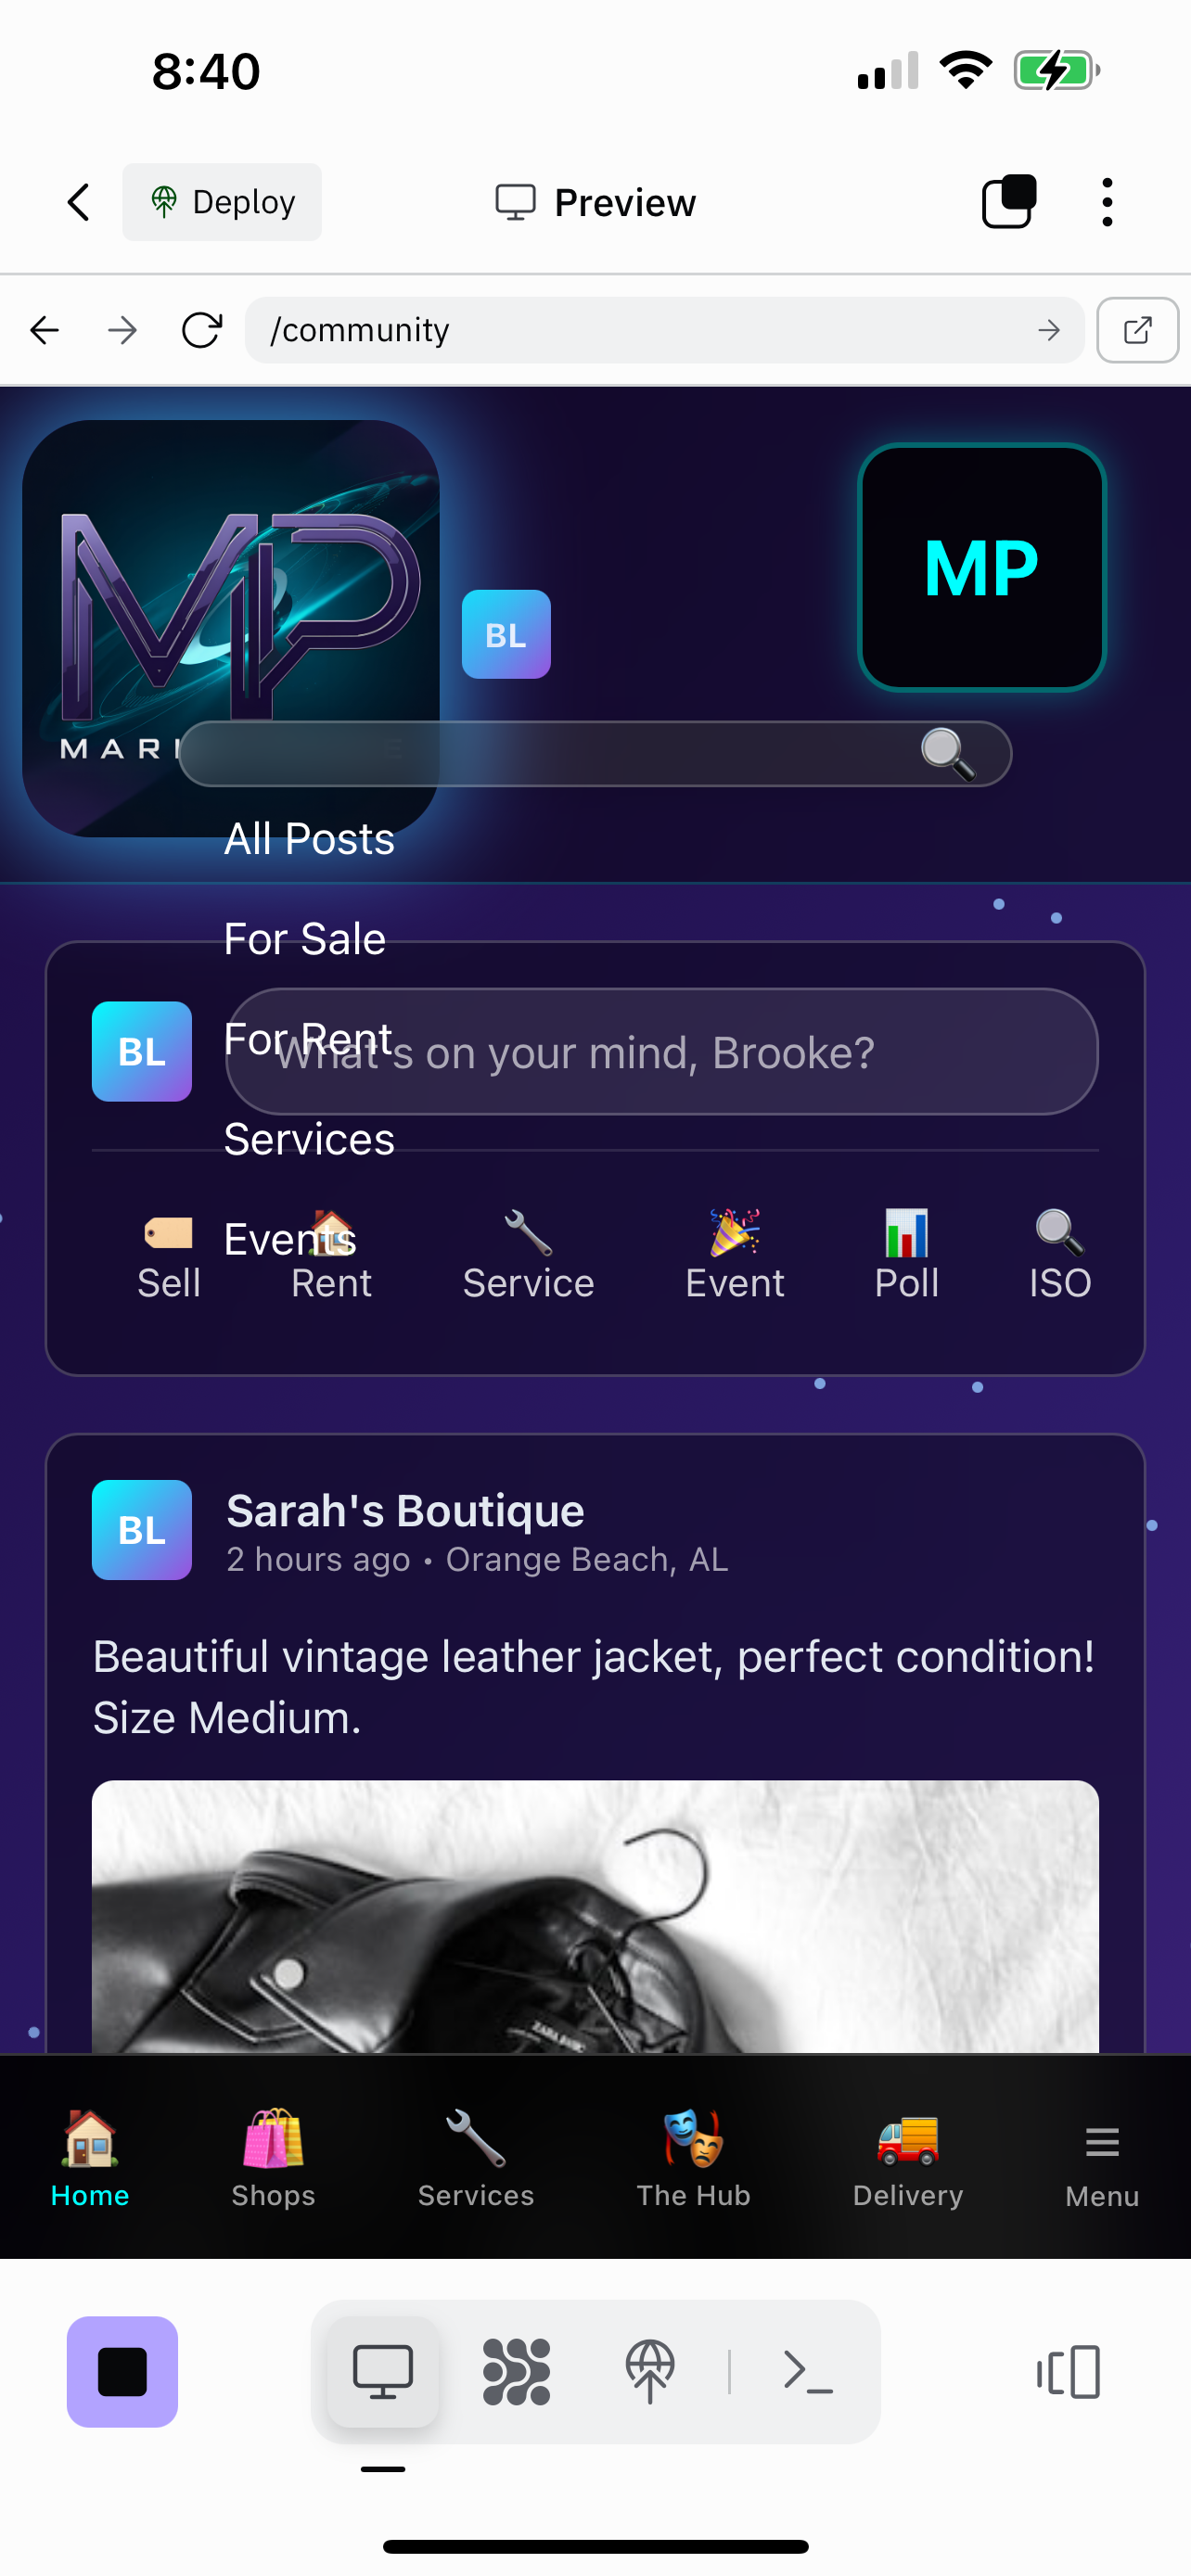 8:40
Deploy
Preview
/community
MP
MARI
BL
MP
All Posts
For Sale
BL
What's on your mind, Brooke?
For Rent
Services
Events
Sell
Rent
Service
Event
Poll
ISO
BL
Sarah's Boutique
2 hours ago • Orange Beach, AL
Beautiful vintage leather jacket, perfect condition!
Size Medium.
Home
Shops
Services
The Hub
Delivery
Menu